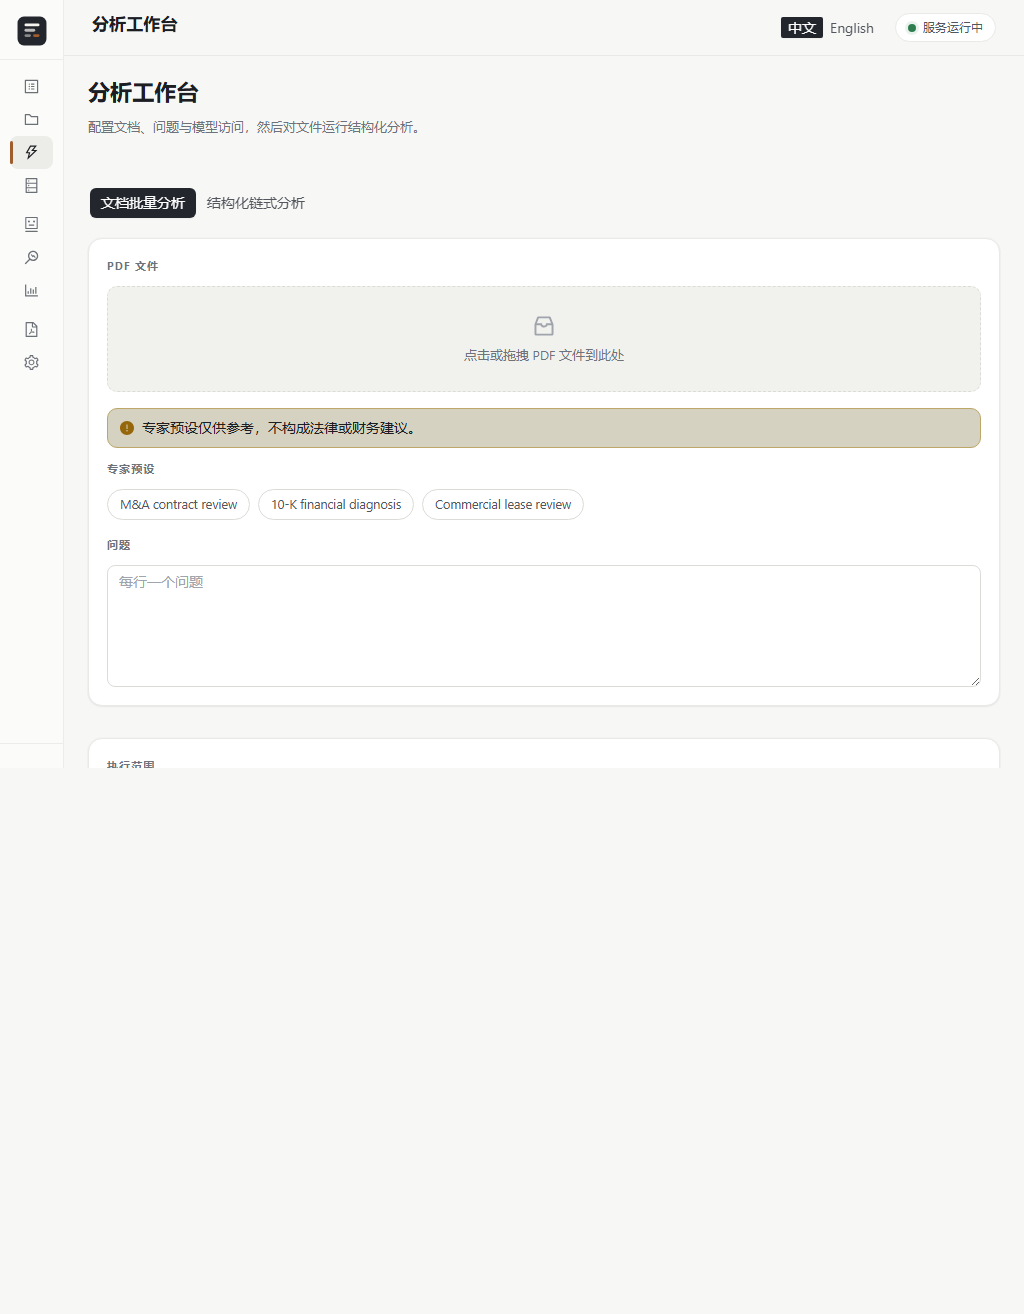 分析工作台
中文 English 服务运行中
分析工作台
配置文档、问题与模型访问，然后对文件运行结构化分析。
文档批量分析 结构化链式分析
PDF 文件
点击或拖拽 PDF 文件到此处
专家预设仅供参考，不构成法律或财务建议。
专家预设
M&A contract review 10-K financial diagnosis Commercial lease review
问题
每行一个问题
执行范围